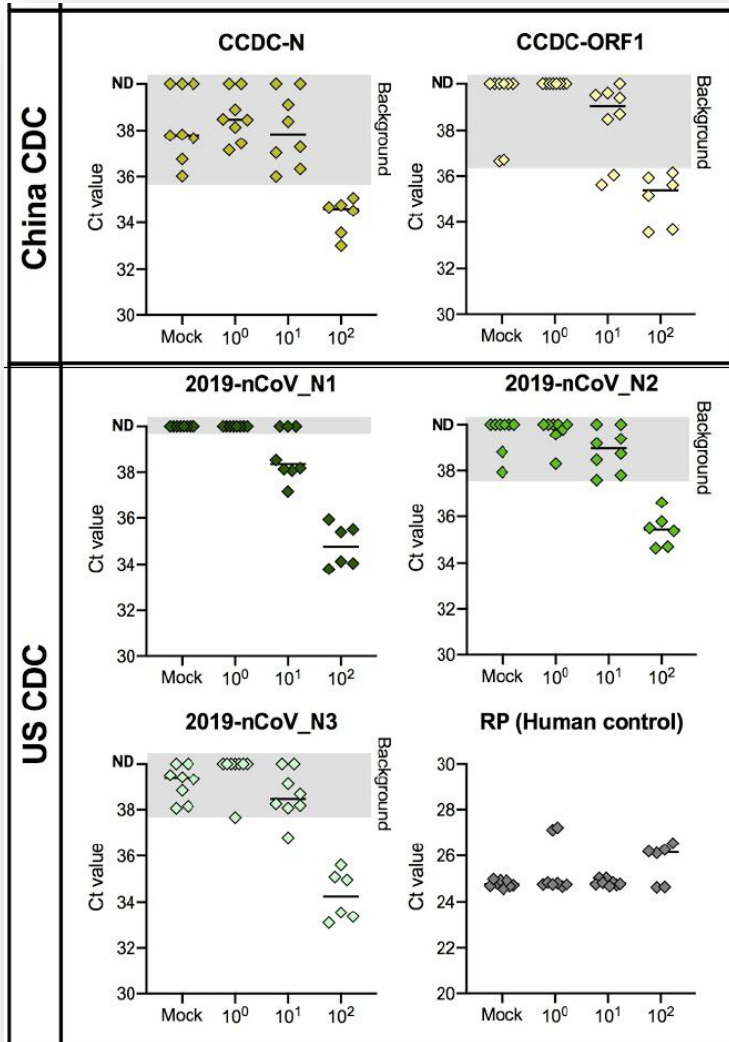 China CDC
CCDC-N
Ct value
ND
38
36
34
32
30
Mock 10⁰ 10¹ 10²
Background
CCDC-ORF1
Ct value
ND
38
36
34
32
30
Mock 10⁰ 10¹ 10²
Background
US CDC
2019-nCoV_N1
Ct value
ND
38
36
34
32
30
Mock 10⁰ 10¹ 10²
2019-nCoV_N2
Ct value
ND
38
36
34
32
30
Mock 10⁰ 10¹ 10²
Background
2019-nCoV_N3
Ct value
ND
38
36
34
32
30
Mock 10⁰ 10¹ 10²
Background
RP (Human control)
Ct value
30
28
26
24
22
20
Mock 10⁰ 10¹ 10²